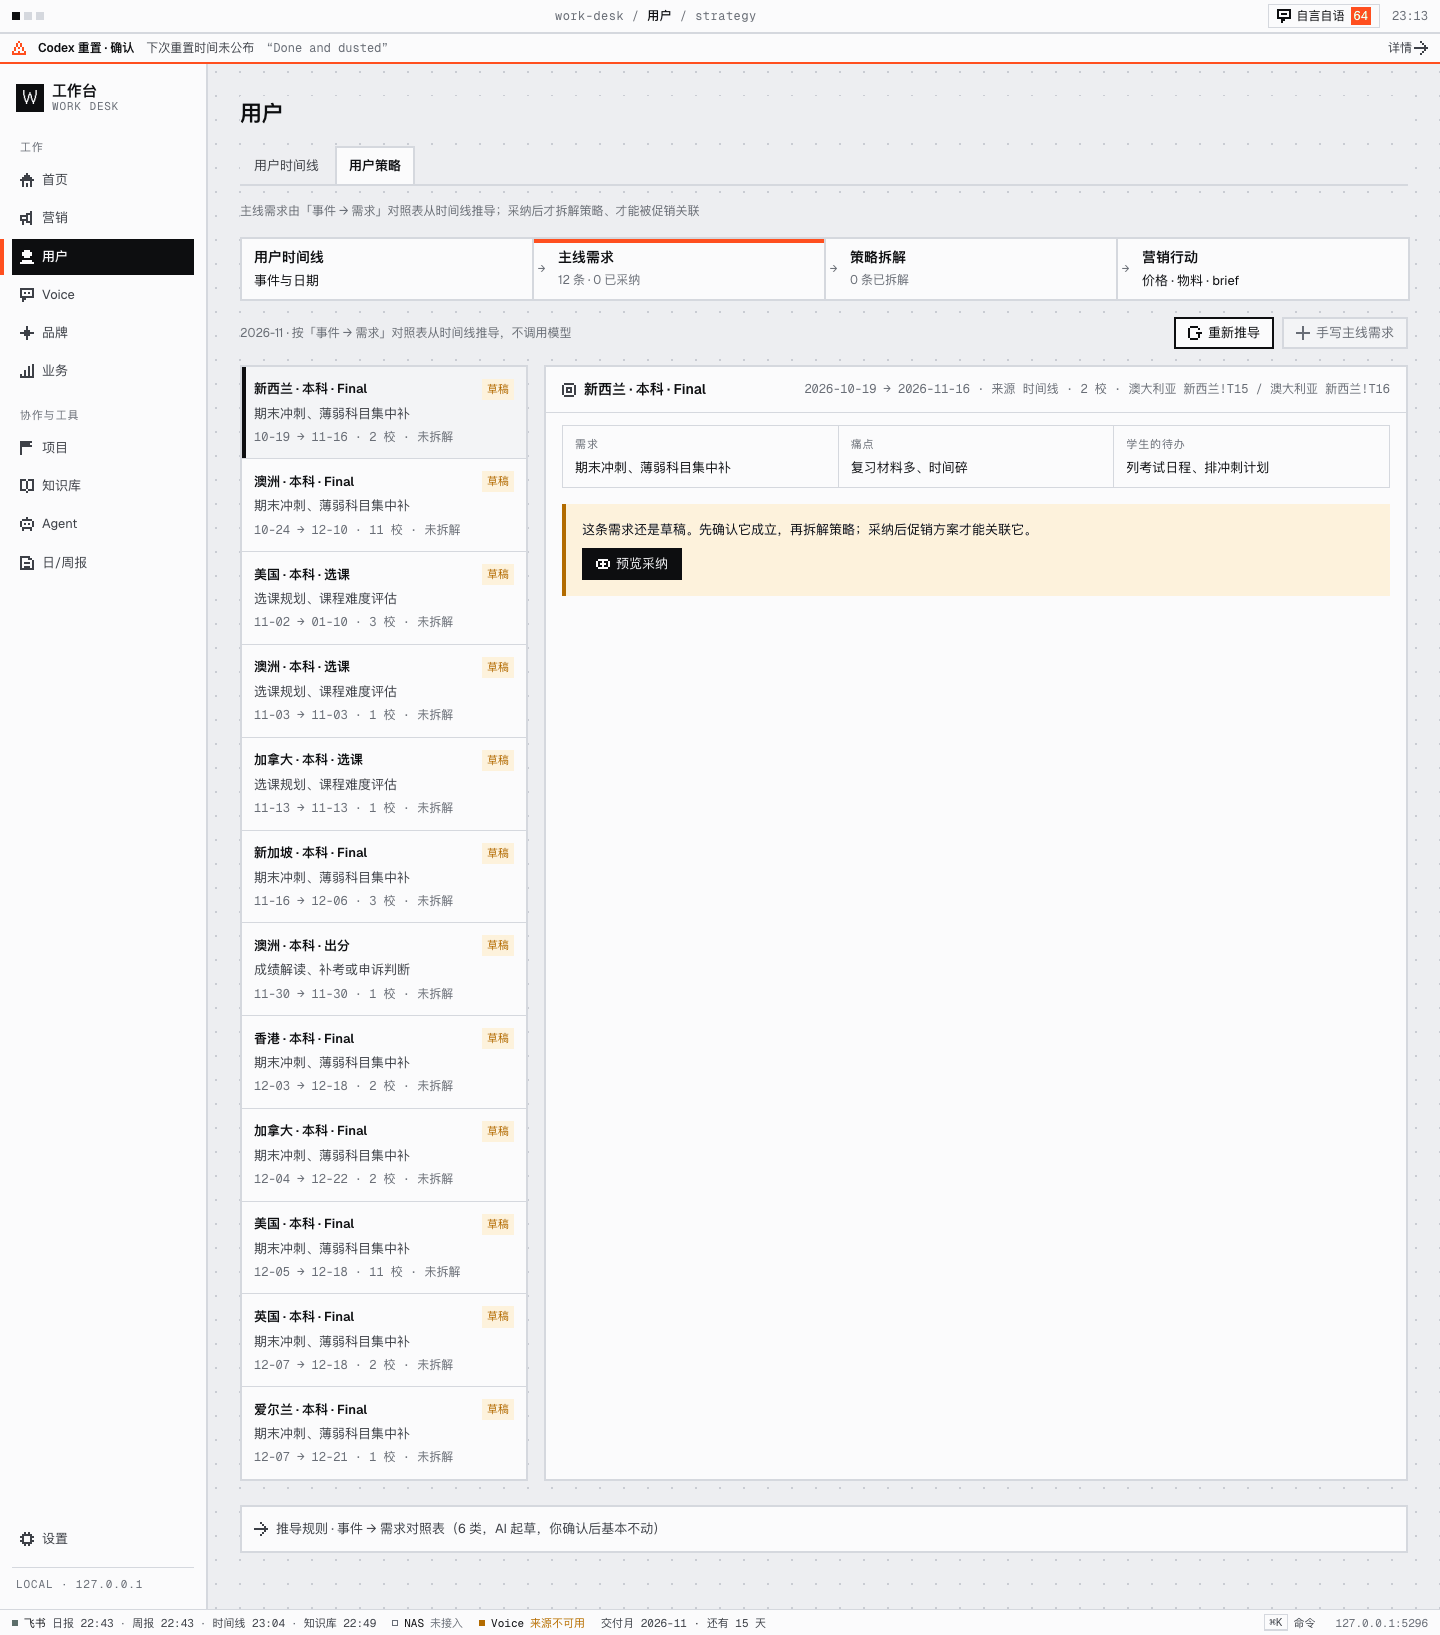 work-desk / 用户 / strategy
自言自语 64 23:13
Codex 重置 · 确认 下次重置时间未公布 “Done and dusted” 详情
W 工作台
WORK DESK
工作
首页
营销
用户
Voice
品牌
业务
协作与工具
项目
知识库
Agent
日/周报
设置
LOCAL · 127.0.0.1
用户
用户时间线 用户策略
主线需求由「事件 → 需求」对照表从时间线推导；采纳后才拆解策略、才能被促销关联
用户时间线
事件与日期
→
主线需求
12 条 · 0 已采纳
→
策略拆解
0 条已拆解
→
营销行动
价格 · 物料 · brief
2026-11 · 按「事件 → 需求」对照表从时间线推导，不调用模型
重新推导 手写主线需求
新西兰 · 本科 · Final 草稿
期末冲刺、薄弱科目集中补
10-19 → 11-16 · 2 校 · 未拆解
澳洲 · 本科 · Final 草稿
期末冲刺、薄弱科目集中补
10-24 → 12-10 · 11 校 · 未拆解
美国 · 本科 · 选课 草稿
选课规划、课程难度评估
11-02 → 01-10 · 3 校 · 未拆解
澳洲 · 本科 · 选课 草稿
选课规划、课程难度评估
11-03 → 11-03 · 1 校 · 未拆解
加拿大 · 本科 · 选课 草稿
选课规划、课程难度评估
11-13 → 11-13 · 1 校 · 未拆解
新加坡 · 本科 · Final 草稿
期末冲刺、薄弱科目集中补
11-16 → 12-06 · 3 校 · 未拆解
澳洲 · 本科 · 出分 草稿
成绩解读、补考或申诉判断
11-30 → 11-30 · 1 校 · 未拆解
香港 · 本科 · Final 草稿
期末冲刺、薄弱科目集中补
12-03 → 12-18 · 2 校 · 未拆解
加拿大 · 本科 · Final 草稿
期末冲刺、薄弱科目集中补
12-04 → 12-22 · 2 校 · 未拆解
美国 · 本科 · Final 草稿
期末冲刺、薄弱科目集中补
12-05 → 12-18 · 11 校 · 未拆解
英国 · 本科 · Final 草稿
期末冲刺、薄弱科目集中补
12-07 → 12-18 · 2 校 · 未拆解
爱尔兰 · 本科 · Final 草稿
期末冲刺、薄弱科目集中补
12-07 → 12-21 · 1 校 · 未拆解
新西兰 · 本科 · Final 2026-10-19 → 2026-11-16 · 来源 时间线 · 2 校 · 澳大利亚 新西兰!T15 / 澳大利亚 新西兰!T16
需求
期末冲刺、薄弱科目集中补
痛点
复习材料多、时间碎
学生的待办
列考试日程、排冲刺计划
这条需求还是草稿。先确认它成立，再拆解策略；采纳后促销方案才能关联它。
预览采纳
推导规则 · 事件 → 需求对照表（6 类，AI 起草，你确认后基本不动）
飞书 日报 22:43 · 周报 22:43 · 时间线 23:04 · 知识库 22:49 NAS 未接入 Voice 来源不可用 交付月 2026-11 · 还有 15 天 ⌘K 命令 127.0.0.1:5296